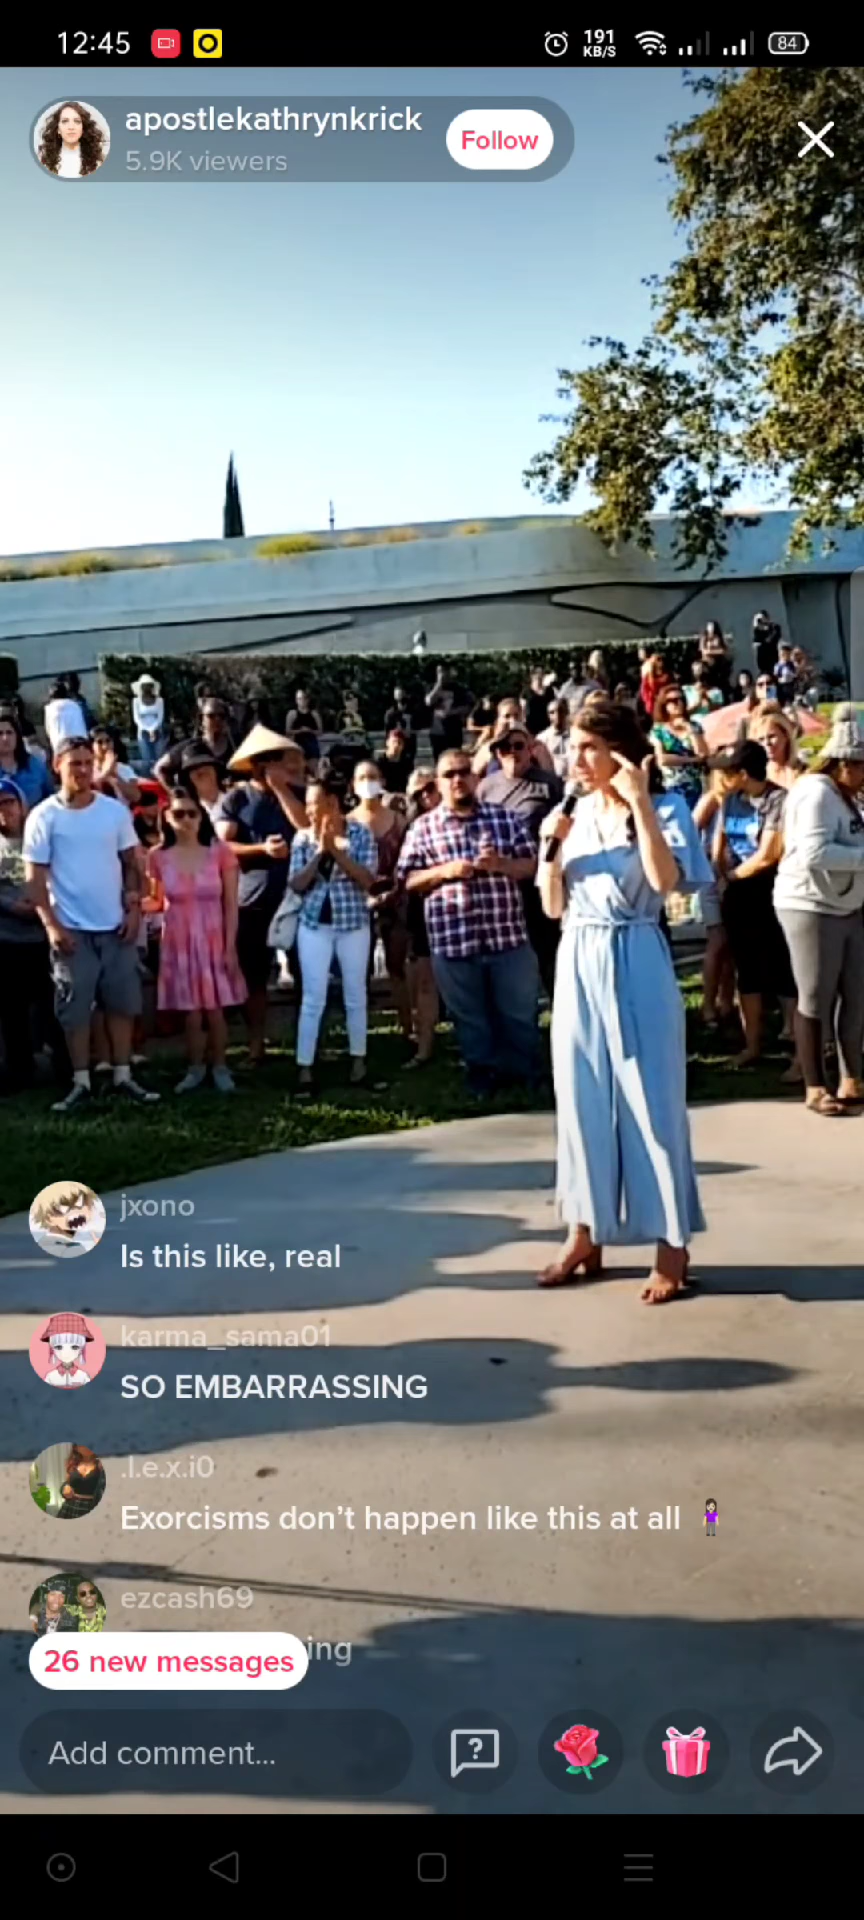 12:45
191
KB/S
84
apostlekathrynkrick
5.9K viewers
Follow
jxono
Is this like, real
karma_sama01
SO EMBARRASSING
.l.e.x.i0
Exorcisms don't happen like this at all
ezcash69
ing
26 new messages
Add comment...